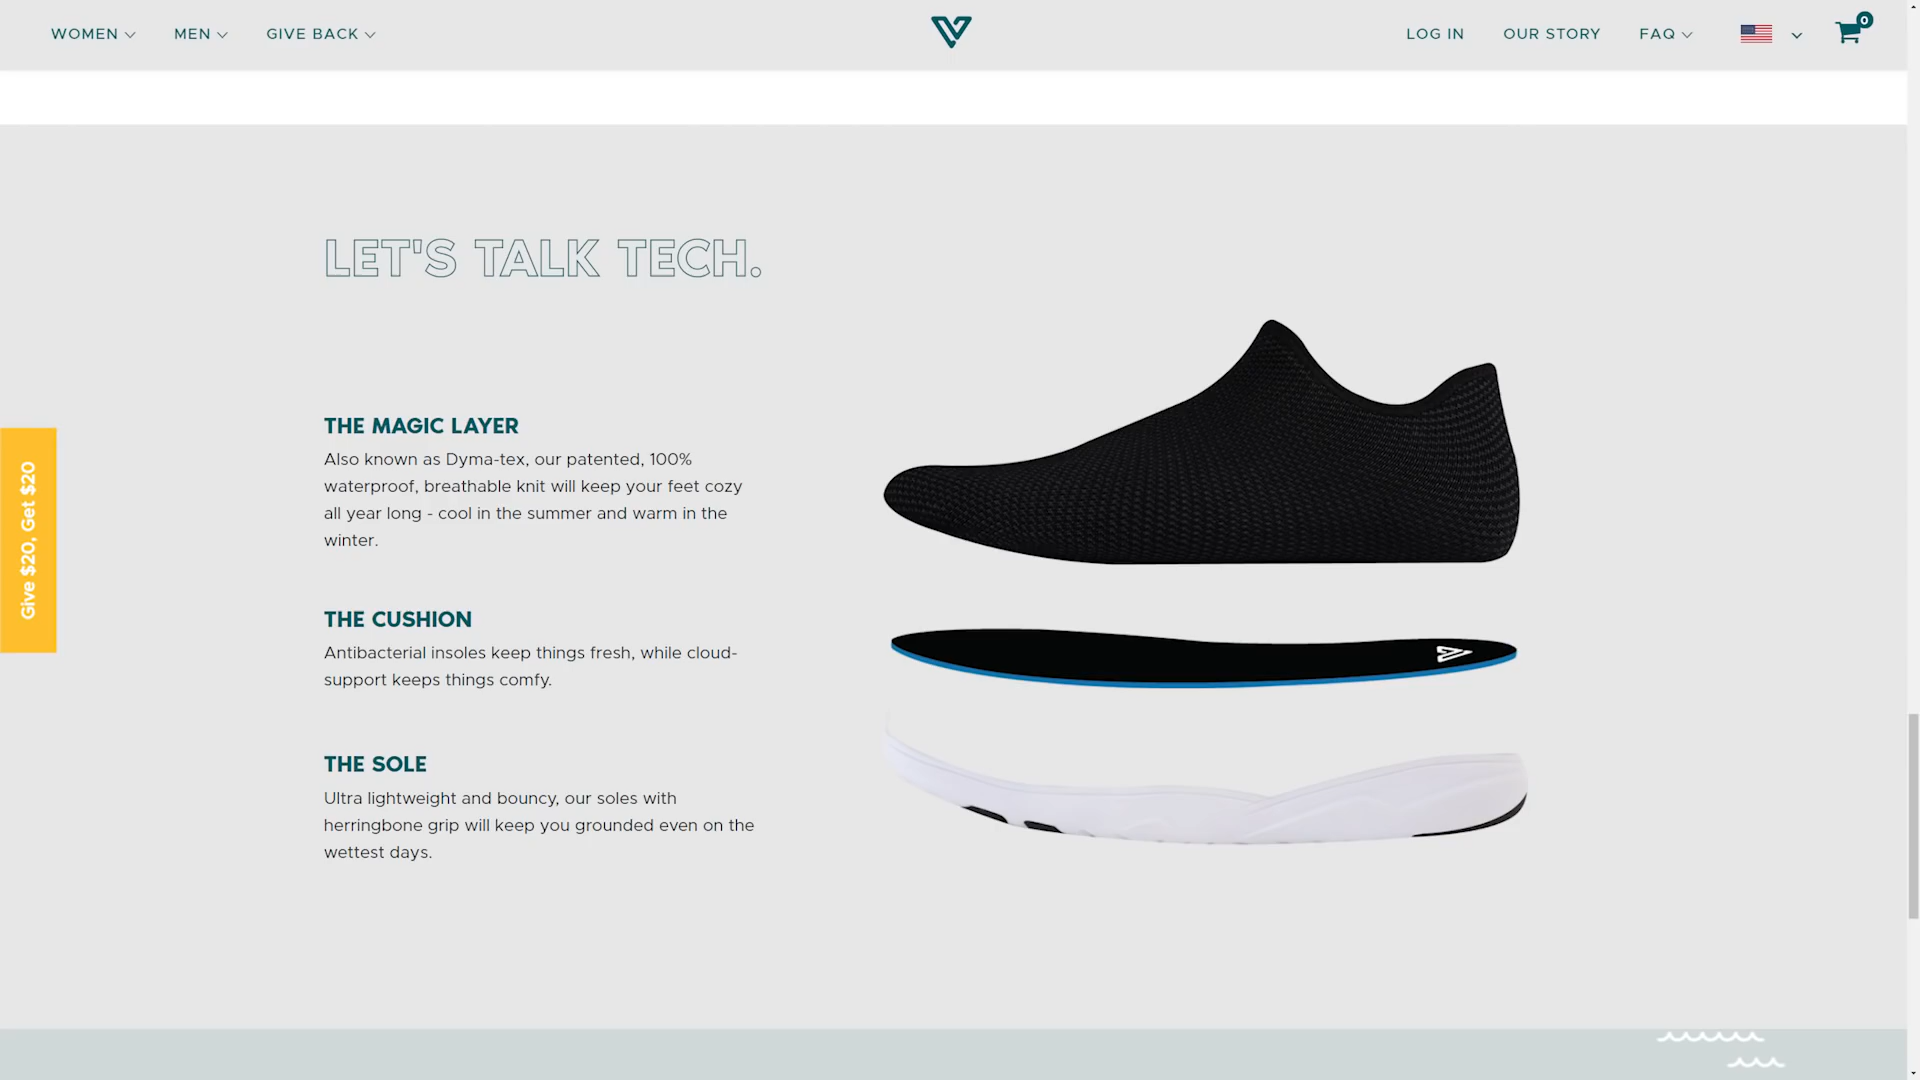 WOMEN
MEN
GIVE BACK
LOG IN
OUR STORY
FAQ
0
LET'S TALK TECH.
THE MAGIC LAYER
Also known as Dyma-tex, our patented, 100%
waterproof, breathable knit will keep your feet cozy
all year long - cool in the summer and warm in the
winter.
THE CUSHION
Antibacterial insoles keep things fresh, while cloud-
support keeps things comfy.
THE SOLE
Ultra lightweight and bouncy, our soles with
herringbone grip will keep you grounded even on the
wettest days.
Give $20, Get $20